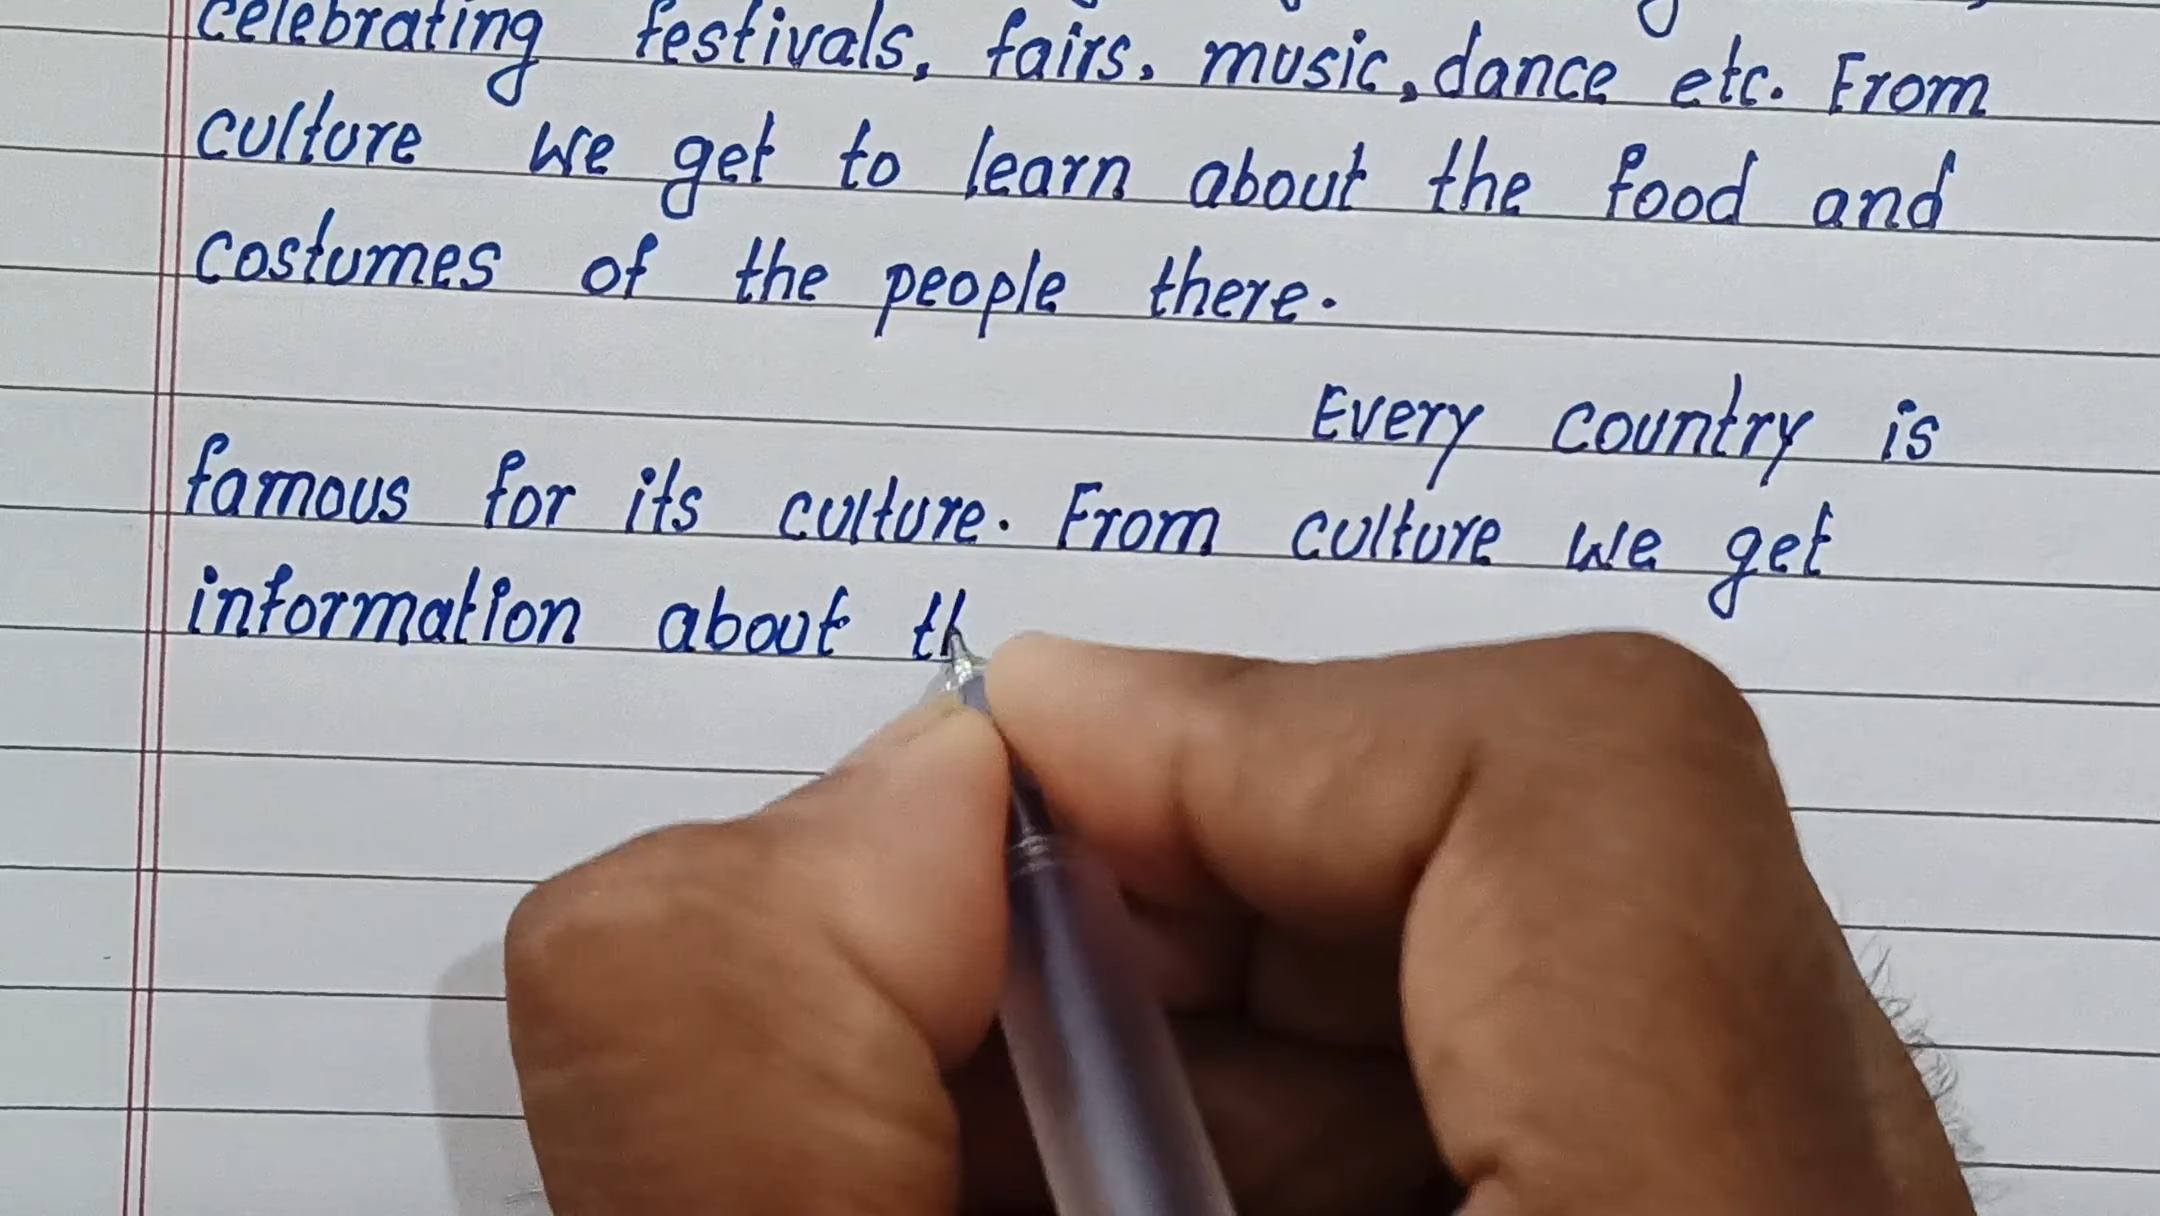 celebrating festivals, fairs, music, dance etc. From
culture we get to learn about the food and
costumes of the people there.
Every country is
famous for its culture. From culture we get
information about th